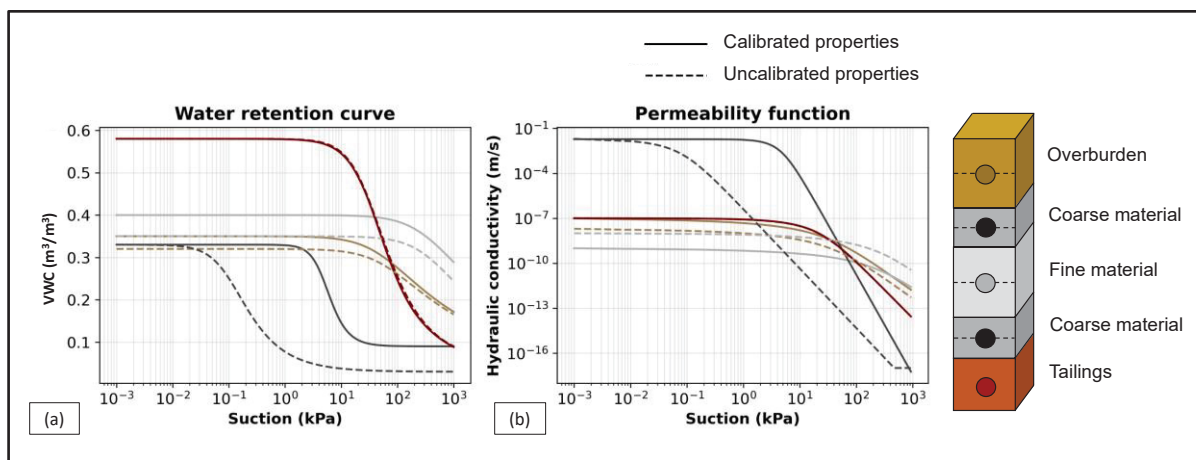 Calibrated properties
Uncalibrated properties
Water retention curve
VWC (m³/m³)
0.6
0.5
0.4
0.3
0.2
0.1
10⁻³ 10⁻² 10⁻¹ 10⁰ 10¹ 10² 10³
Suction (kPa)
(a)
Permeability function
Hydraulic conductivity (m/s)
10⁻¹
10⁻⁴
10⁻⁷
10⁻¹⁰
10⁻¹³
10⁻¹⁶
10⁻³ 10⁻² 10⁻¹ 10⁰ 10¹ 10² 10³
Suction (kPa)
(b)
Overburden
Coarse material
Fine material
Coarse material
Tailings